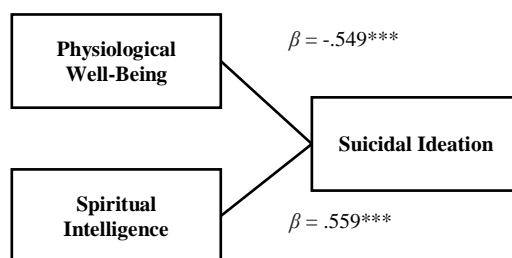 Physiological
Well-Being
β = -.549***
Suicidal Ideation
Spiritual
Intelligence
β = .559***